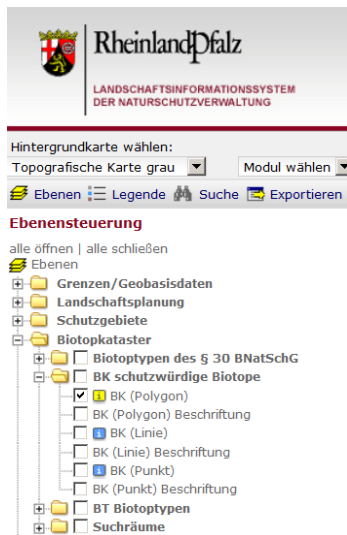 RheinlandPfalz
LANDSCHAFTSINFORMATIONSSYSTEM
DER NATURSCHUTZVERWALTUNG
Hintergrundkarte wählen:
Topografische Karte grau Modul wählen
Ebenen Legende Suche Exportieren
Ebenensteuerung
alle öffnen | alle schließen
Ebenen
Grenzen/Geobasisdaten
Landschaftsplanung
Schutzgebiete
Biotopkataster
Biotoptypen des § 30 BNatSchG
BK schutzwürdige Biotope
BK (Polygon)
BK (Polygon) Beschriftung
BK (Linie)
BK (Linie) Beschriftung
BK (Punkt)
BK (Punkt) Beschriftung
BT Biotoptypen
Suchräume